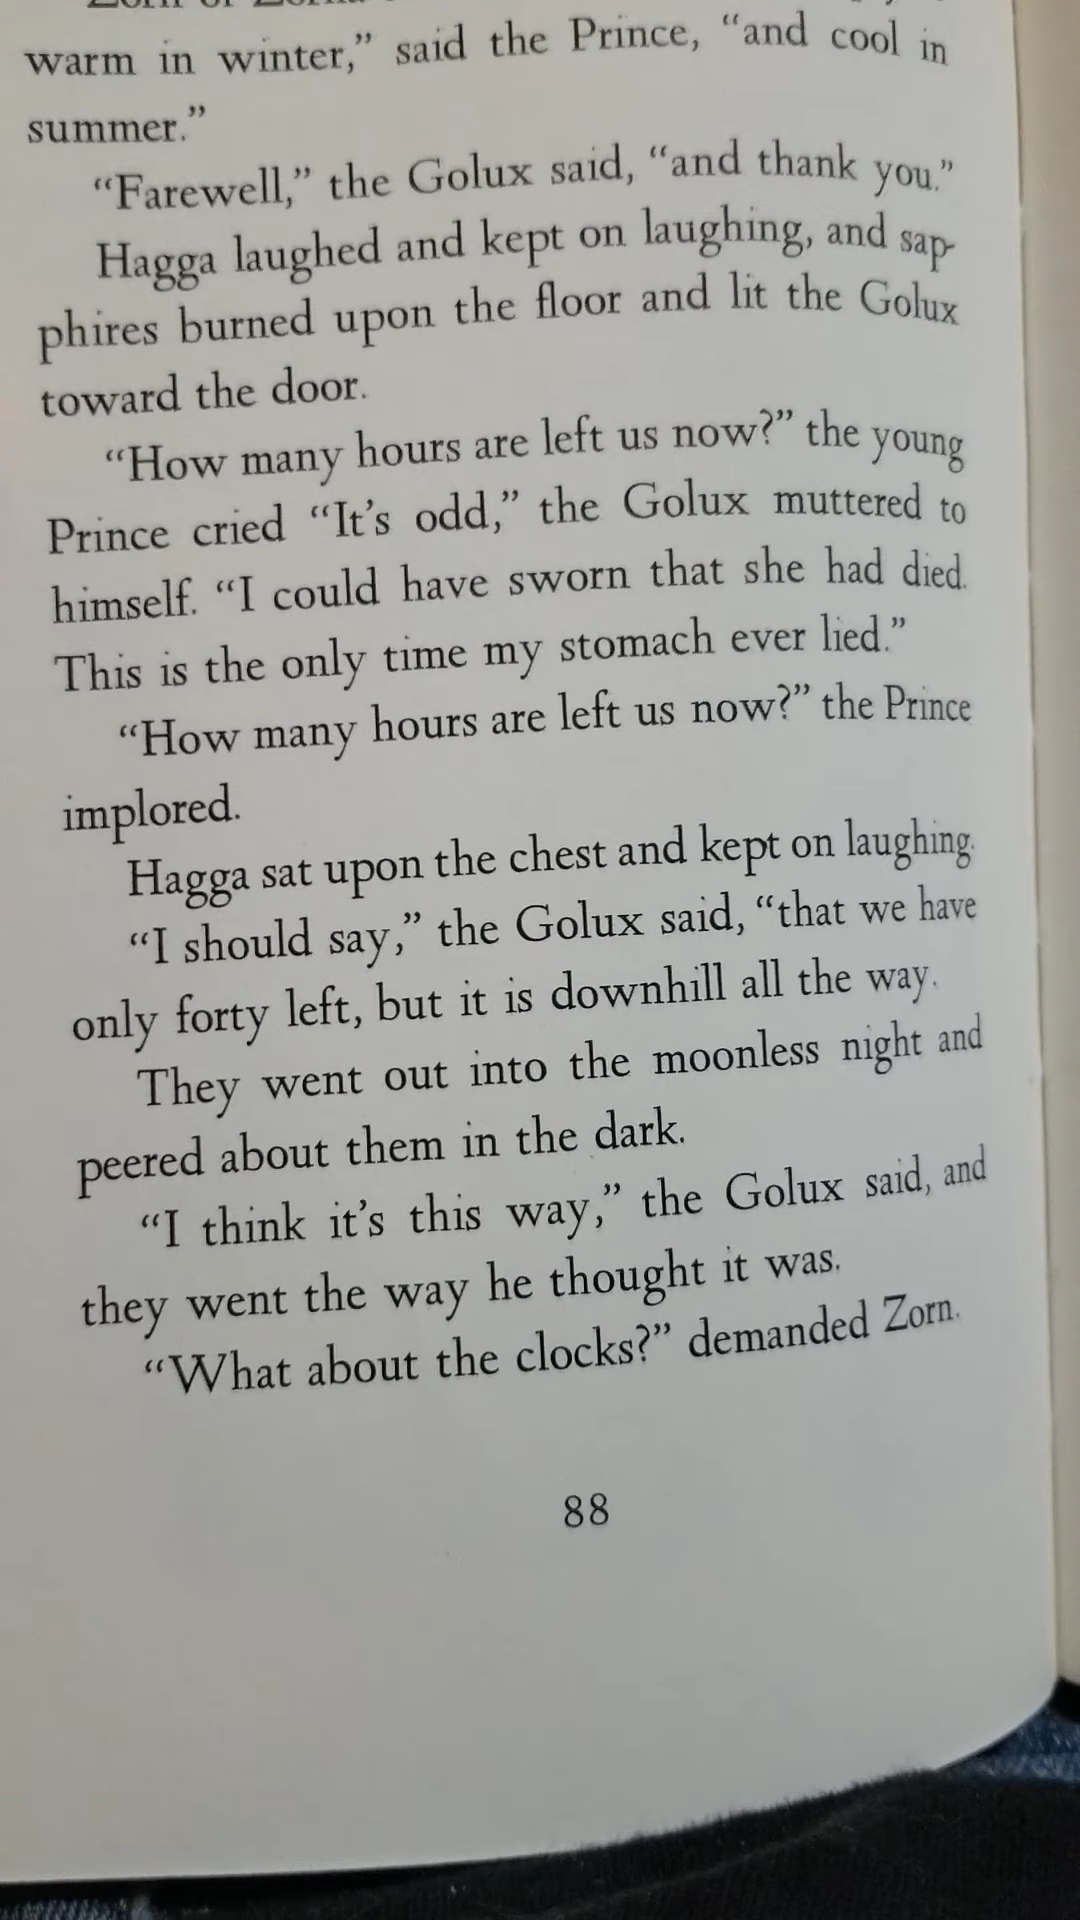 warm in winter,” said the Prince, “and cool in
summer.”
“Farewell,” the Golux said, “and thank you.”
Hagga laughed and kept on laughing, and sap-
phires burned upon the floor and lit the Golux
toward the door.
“How many hours are left us now?” the young
Prince cried “It’s odd,” the Golux muttered to
himself. “I could have sworn that she had died.
This is the only time my stomach ever lied.”
“How many hours are left us now?” the Prince
implored.
Hagga sat upon the chest and kept on laughing.
“I should say,” the Golux said, “that we have
only forty left, but it is downhill all the way.
They went out into the moonless night and
peered about them in the dark.
“I think it’s this way,” the Golux said, and
they went the way he thought it was.
“What about the clocks?” demanded Zorn.
88